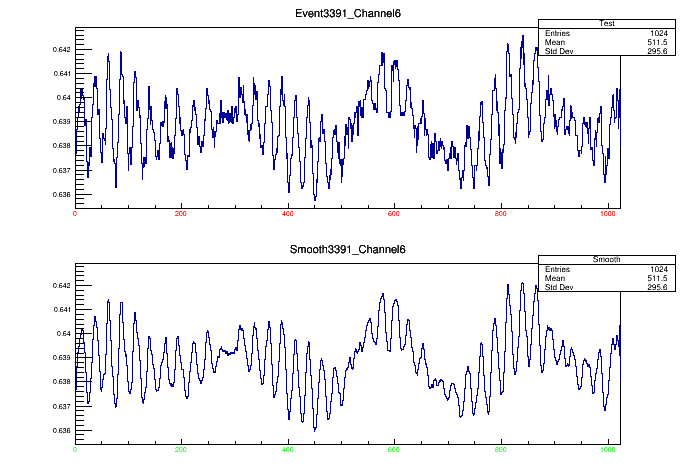 Event3391_Channel6
Test
Entries 1024
Mean 511.5
Std Dev 295.6
0.642
0.641
0.64
0.639
0.638
0.637
0.636
0 200 400 600 800 1000
Smooth3391_Channel6
Smooth
Entries 1024
Mean 511.5
Std Dev 295.6
0.642
0.641
0.64
0.639
0.638
0.637
0.636
0 200 400 600 800 1000